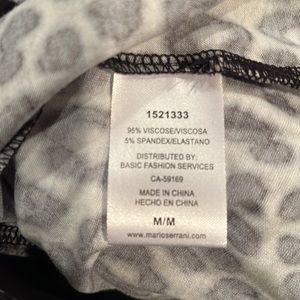 1521333
95% VISCOSE/VISCOSA
5% SPANDEX/ELASTANO
DISTRIBUTED BY:
BASIC FASHION SERVICES
CA-59169
MADE IN CHINA
HECHO EN CHINA
M/M
www.marioserrani.com